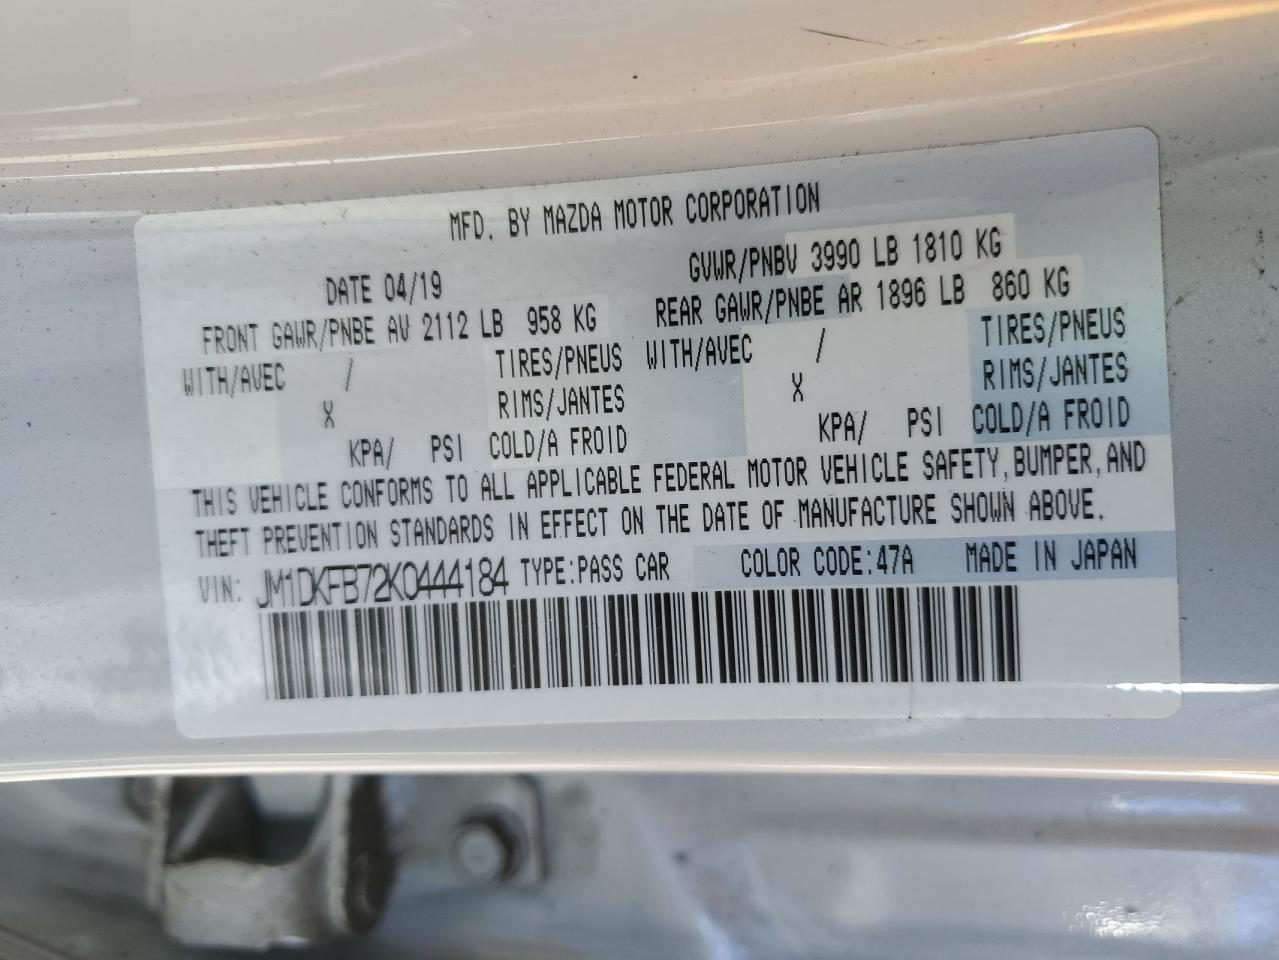 MFD. BY MAZDA MOTOR CORPORATION
DATE 04/19 GVWR/PNBV 3990 LB 1810 KG
FRONT GAWR/PNBE AV 2112 LB 958 KG REAR GAWR/PNBE AR 1896 LB 860 KG
WITH/AVEC / TIRES/PNEUS WITH/AVEC / TIRES/PNEUS
X RIMS/JANTES X RIMS/JANTES
KPA/ PSI COLD/A FROID KPA/ PSI COLD/A FROID
THIS VEHICLE CONFORMS TO ALL APPLICABLE FEDERAL MOTOR VEHICLE SAFETY, BUMPER, AND
THEFT PREVENTION STANDARDS IN EFFECT ON THE DATE OF MANUFACTURE SHOWN ABOVE.
VIN: JM1DKFB72K0444184 TYPE:PASS CAR COLOR CODE:47A MADE IN JAPAN